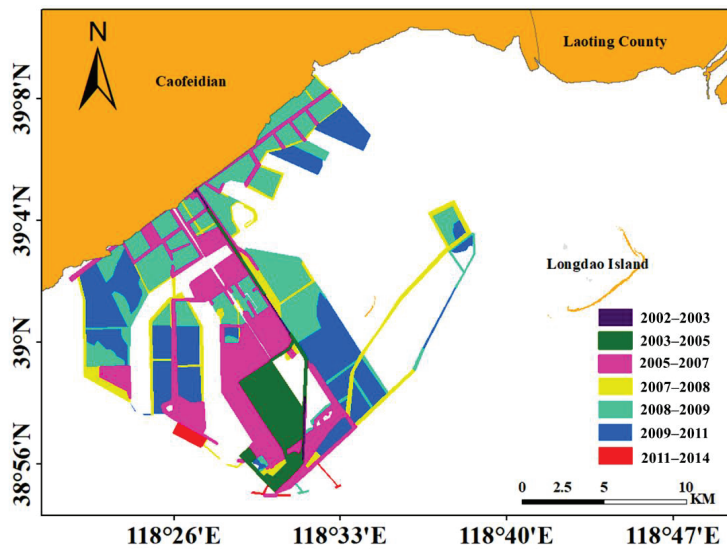 N
Laoting County
Caofeidian
39°8'N
39°4'N
39°N
38°56'N
Longdao Island
2002–2003
2003–2005
2005–2007
2007–2008
2008–2009
2009–2011
2011–2014
0 2.5 5 10
KM
118°26'E 118°33'E 118°40'E 118°47'E